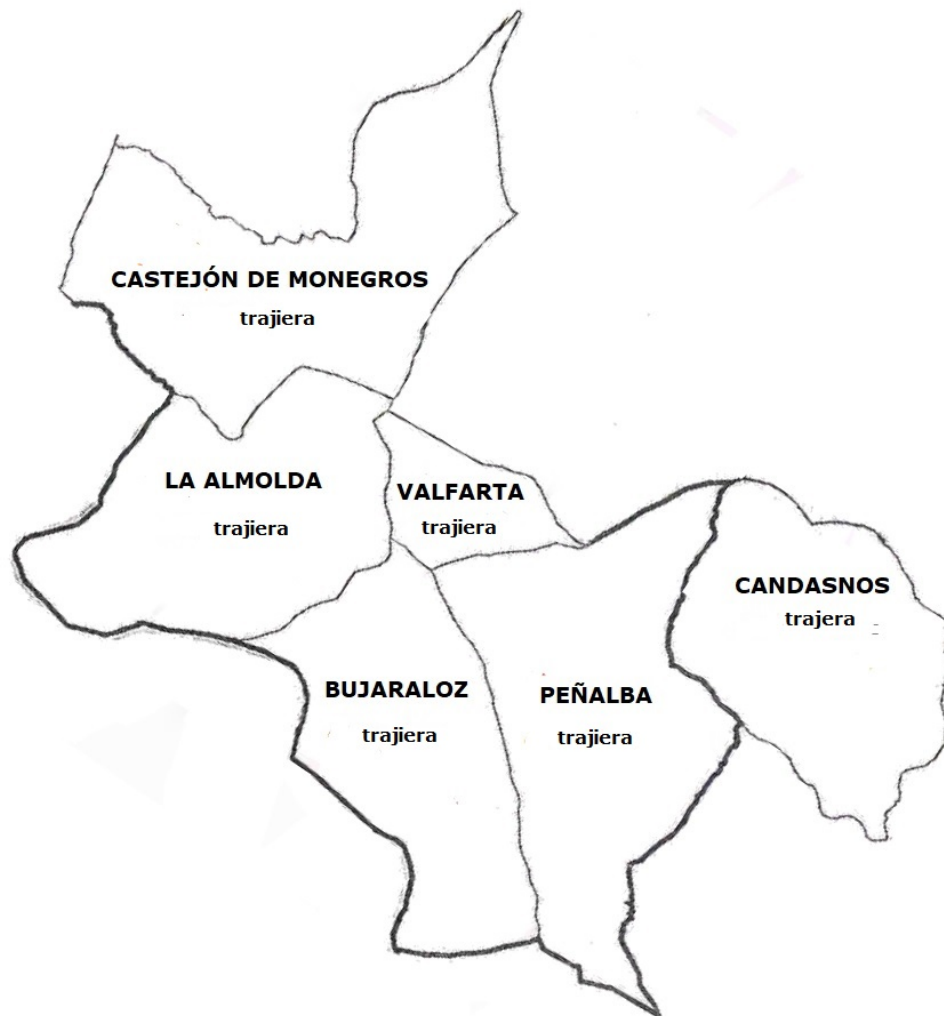 CASTEJÓN DE MONEGROS
trajiera
LA ALMOLDA
trajiera
VALFARTA
trajiera
CANDASNOS
trajera
BUJARALOZ
trajiera
PEÑALBA
trajiera